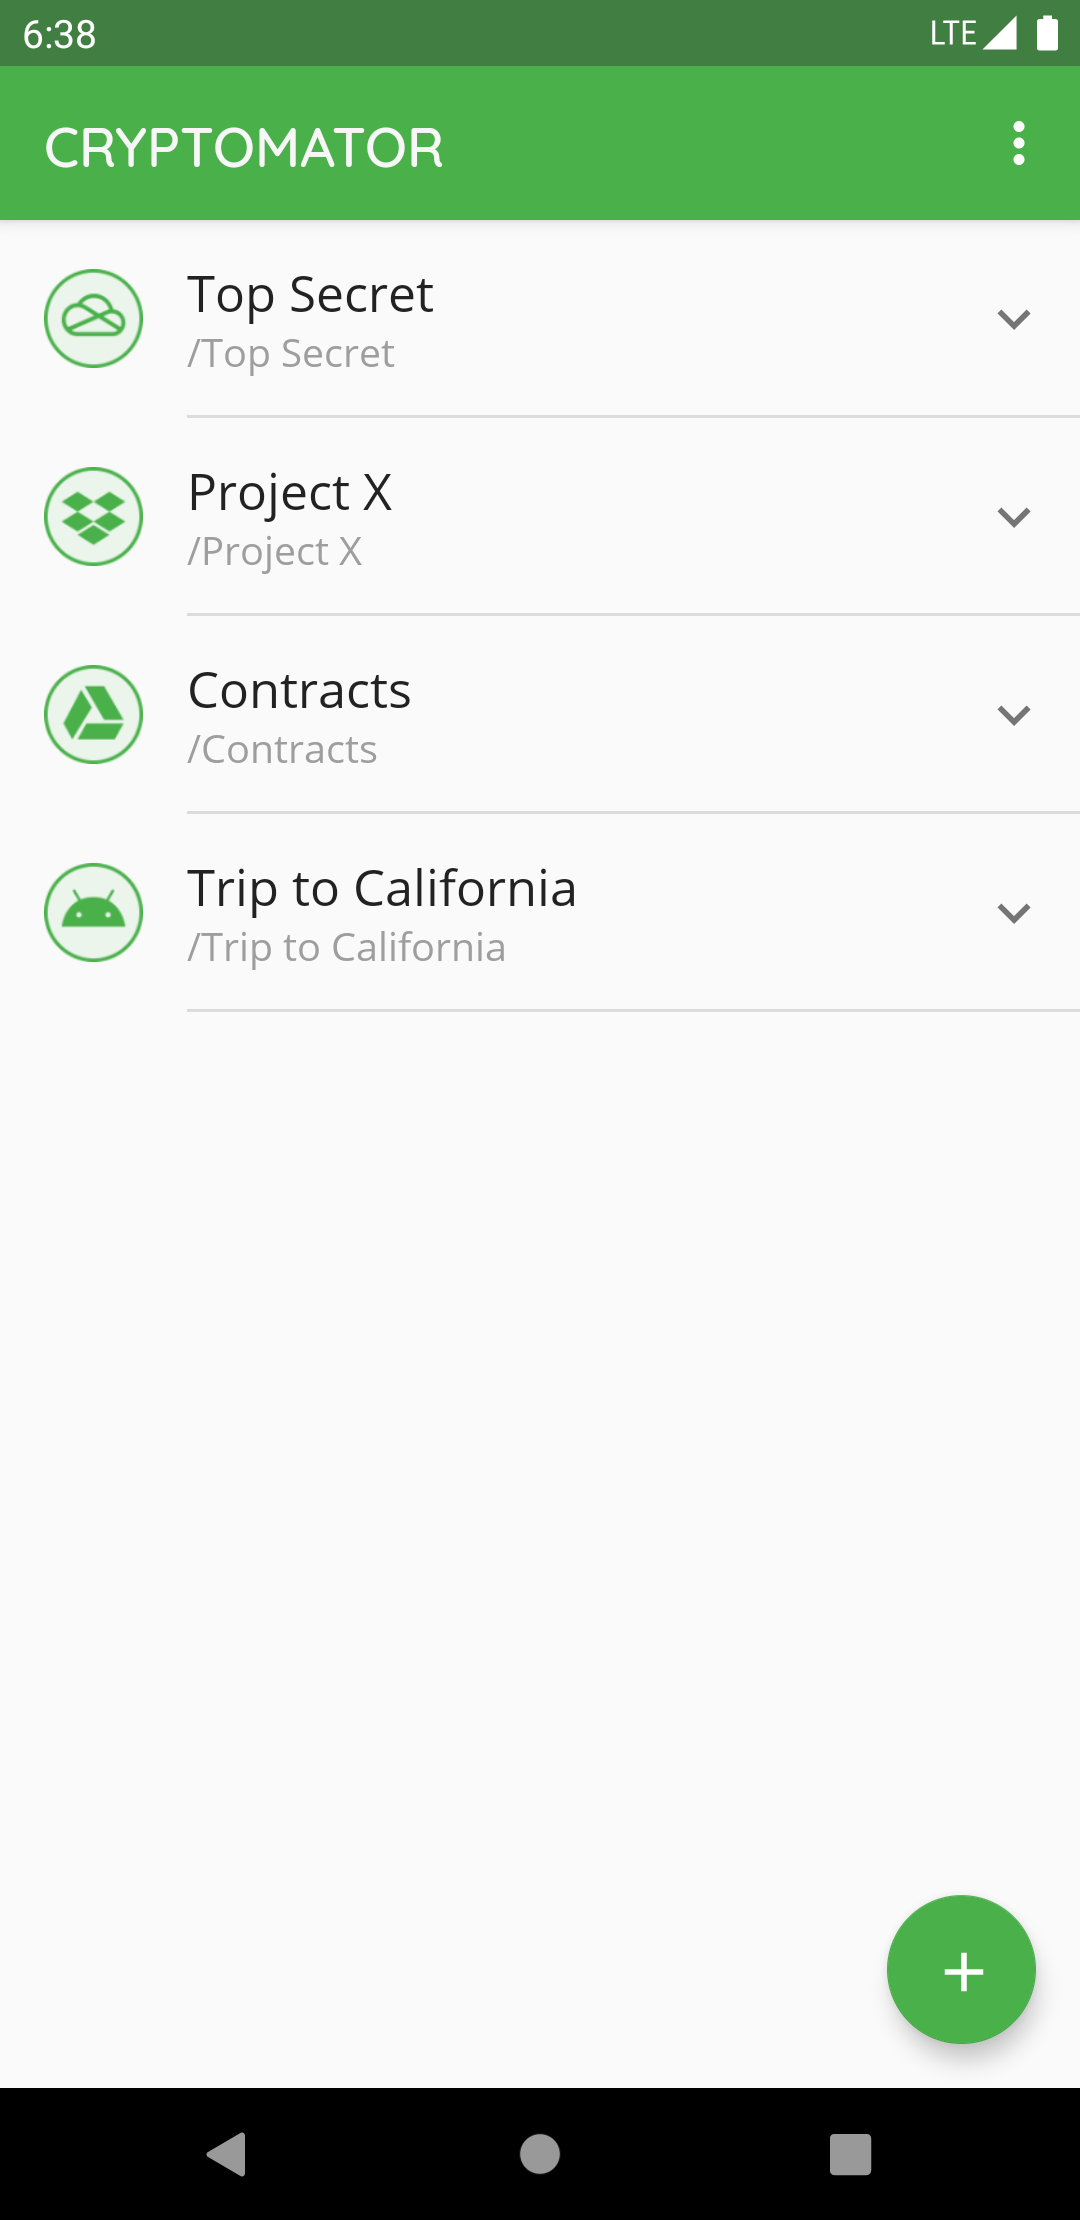 6:38
LTE
CRYPTOMATOR
Top Secret
/Top Secret
Project X
/Project X
Contracts
/Contracts
Trip to California
/Trip to California